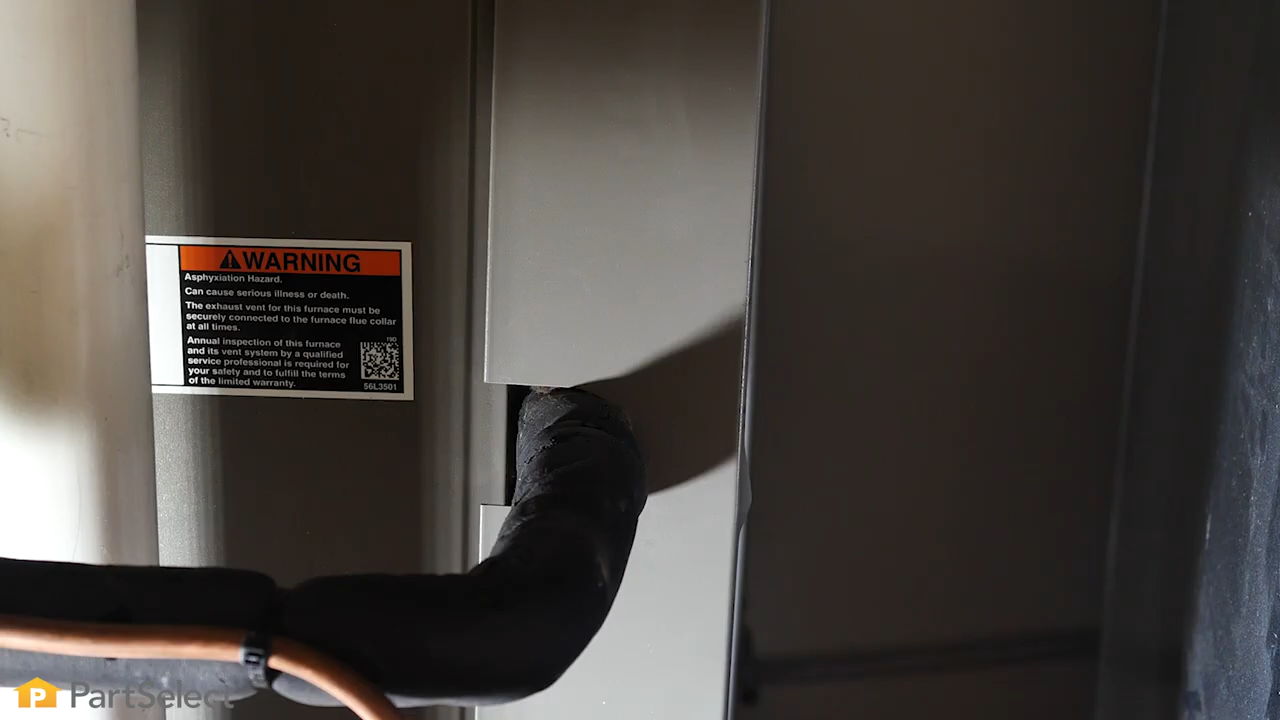 WARNING
Asphyxiation Hazard.
Can cause serious illness or death.
The exhaust vent for this furnace must be
securely connected to the furnace flue collar
at all times.
Annual inspection of this furnace
and its vent system by a qualified
service professional is required for
your safety and to fulfill the terms
of the limited warranty.
56L3501
PartSelect